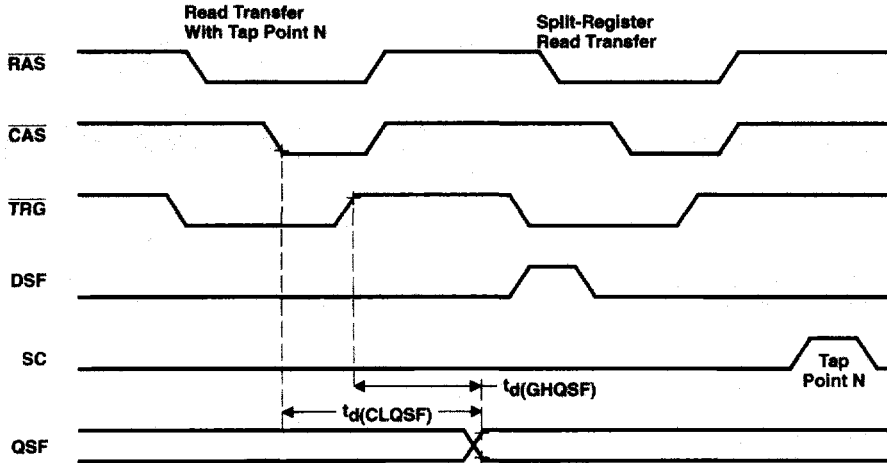 Read Transfer
With Tap Point N
Split-Register
Read Transfer
RAS
CAS
TRG
DSF
SC
Tap
Point N
td(GHQSF)
td(CLQSF)
QSF